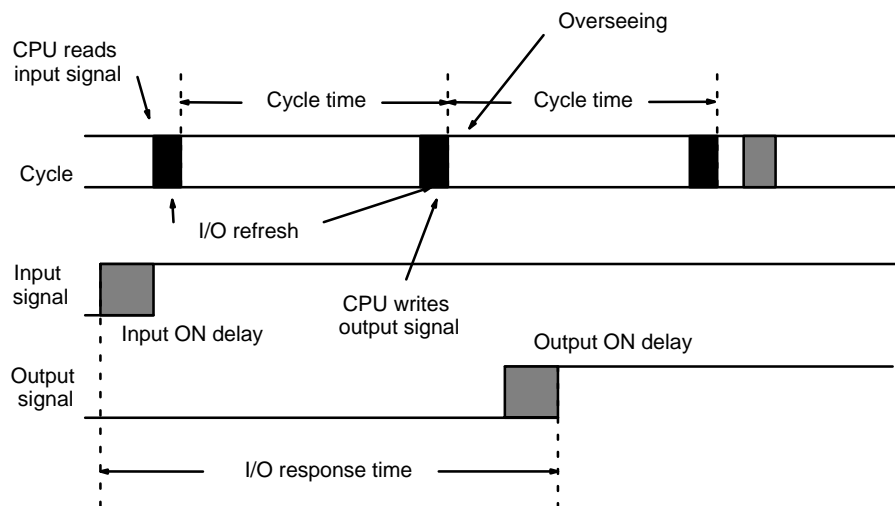 Overseeing
CPU reads
input signal
Cycle time
Cycle time
Cycle
I/O refresh
Input
signal
CPU writes
output signal
Input ON delay
Output ON delay
Output
signal
I/O response time